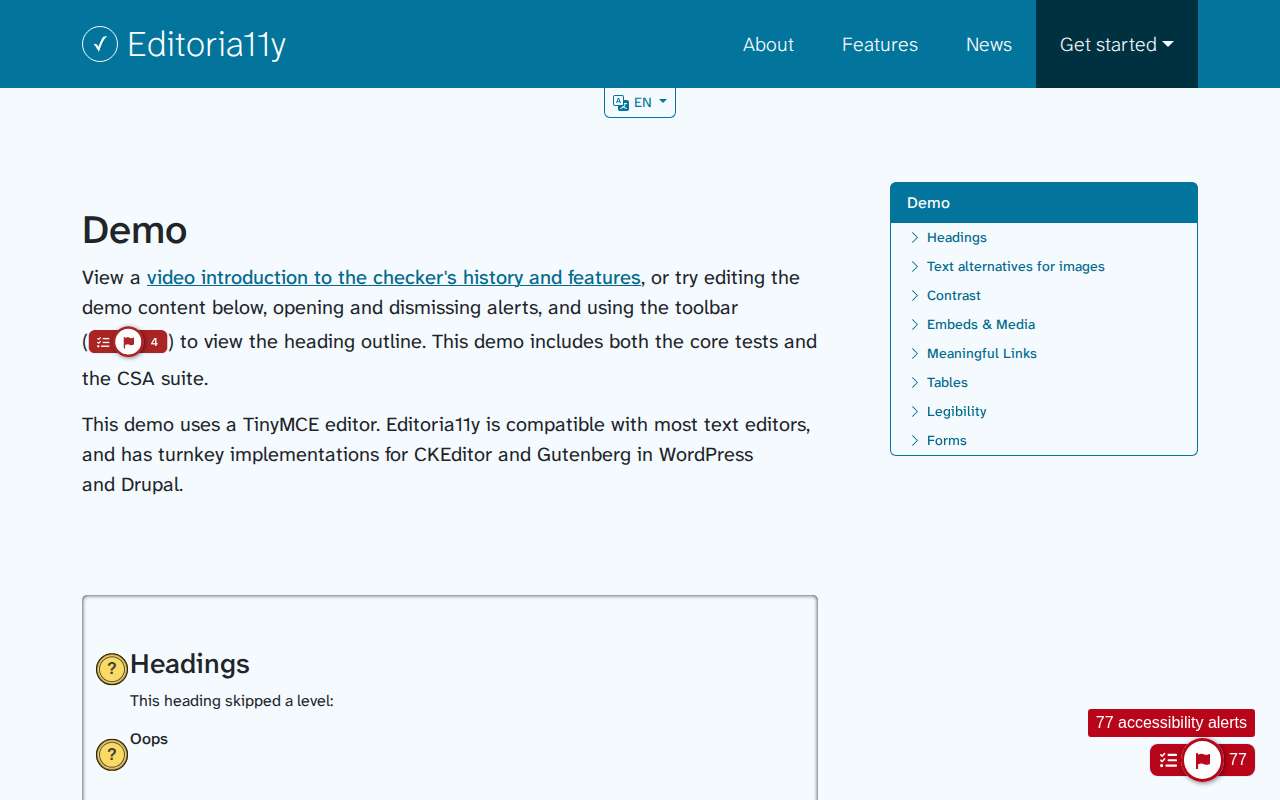 Editoria11y
About
Features
News
Get started
EN
Demo
View a video introduction to the checker's history and features, or try editing the
demo content below, opening and dismissing alerts, and using the toolbar
( 4 ) to view the heading outline. This demo includes both the core tests and
the CSA suite.
This demo uses a TinyMCE editor. Editoria11y is compatible with most text editors,
and has turnkey implementations for CKEditor and Gutenberg in WordPress
and Drupal.
Demo
Headings
Text alternatives for images
Contrast
Embeds & Media
Meaningful Links
Tables
Legibility
Forms
? Headings
This heading skipped a level:
? Oops
77 accessibility alerts
77